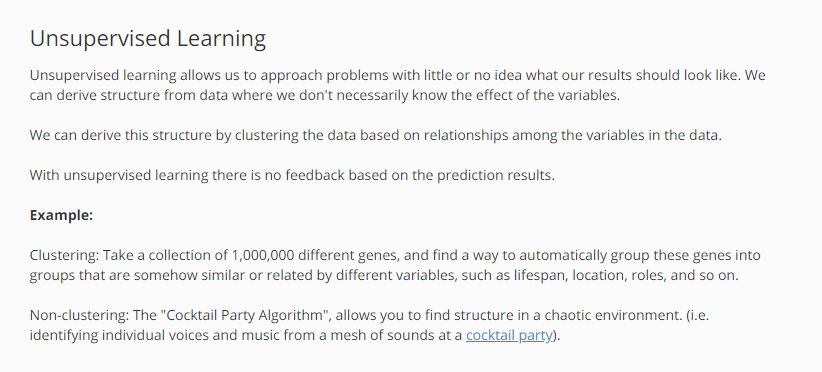 Unsupervised Learning
Unsupervised learning allows us to approach problems with little or no idea what our results should look like. We
can derive structure from data where we don't necessarily know the effect of the variables.
We can derive this structure by clustering the data based on relationships among the variables in the data.
With unsupervised learning there is no feedback based on the prediction results.
Example:
Clustering: Take a collection of 1,000,000 different genes, and find a way to automatically group these genes into
groups that are somehow similar or related by different variables, such as lifespan, location, roles, and so on.
Non-clustering: The "Cocktail Party Algorithm", allows you to find structure in a chaotic environment. (i.e.
identifying individual voices and music from a mesh of sounds at a cocktail party).